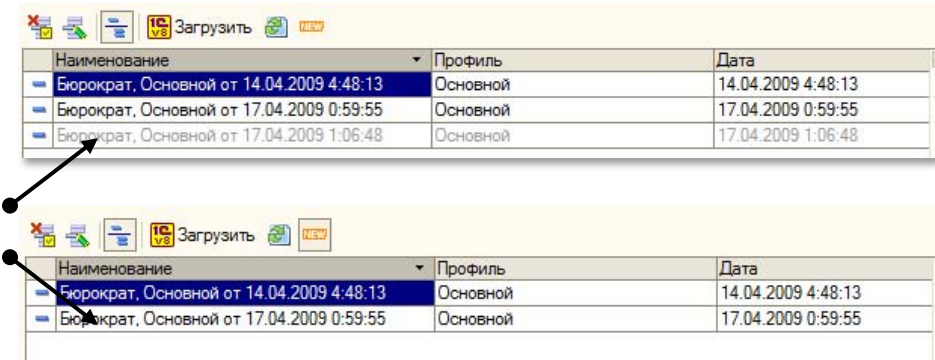 1С V8 Загрузить NEW
Наименование Профиль Дата
Бюрократ, Основной от 14.04.2009 4:48:13 Основной 14.04.2009 4:48:13
Бюрократ, Основной от 17.04.2009 0:59:55 Основной 17.04.2009 0:59:55
Бюрократ, Основной от 17.04.2009 1:06:48 Основной 17.04.2009 1:06:48
1С V8 Загрузить NEW
Наименование Профиль Дата
Бюрократ, Основной от 14.04.2009 4:48:13 Основной 14.04.2009 4:48:13
Бюрократ, Основной от 17.04.2009 0:59:55 Основной 17.04.2009 0:59:55